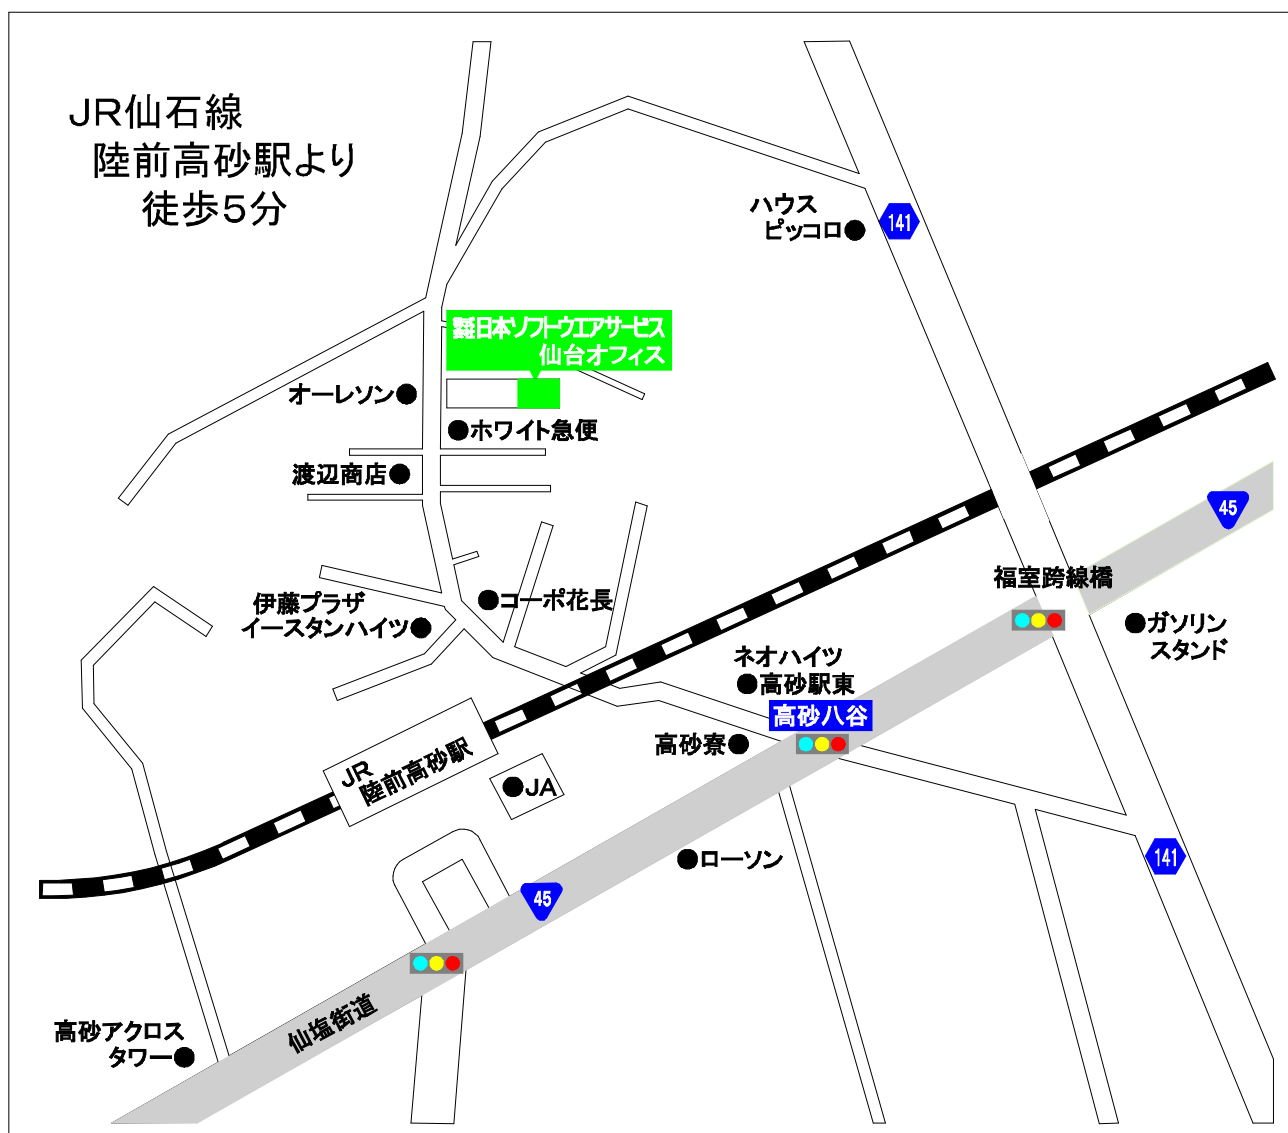 JR仙石線
陸前高砂駅より
徒歩5分
ハウス
ピッコロ
141
株式会社日本ソフトウエアサービス
仙台オフィス
オーレソン
ホワイト急便
渡辺商店
45
福室跨線橋
伊藤プラザ
イースタンハイツ
コーポ花長
ガソリン
スタンド
ネオハイツ
高砂駅東
高砂八谷
高砂寮
JR
陸前高砂駅
JA
ローソン
141
45
仙塩街道
高砂アクロス
タワー